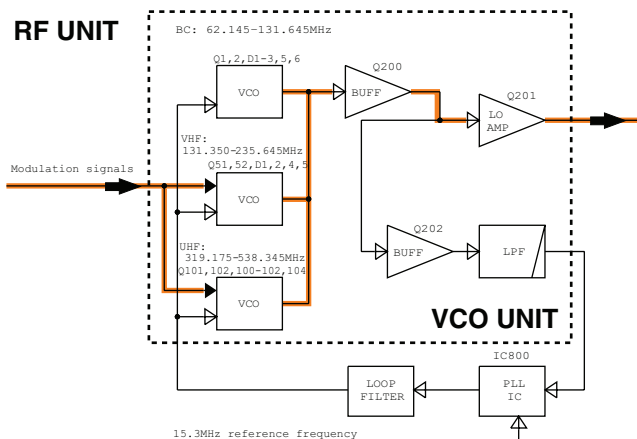 RF UNIT
BC: 62.145–131.645MHz
Q1,2,D1-3,5,6
VCO
Q200
BUFF
Q201
LO
AMP
VHF:
131.350–235.645MHz
Q51,52,D1,2,4,5
VCO
Modulation signals
UHF:
319.175–538.345MHz
Q101,102,100-102,104
VCO
Q202
BUFF
LPF
VCO UNIT
IC800
LOOP
FILTER
PLL
IC
15.3MHz reference frequency